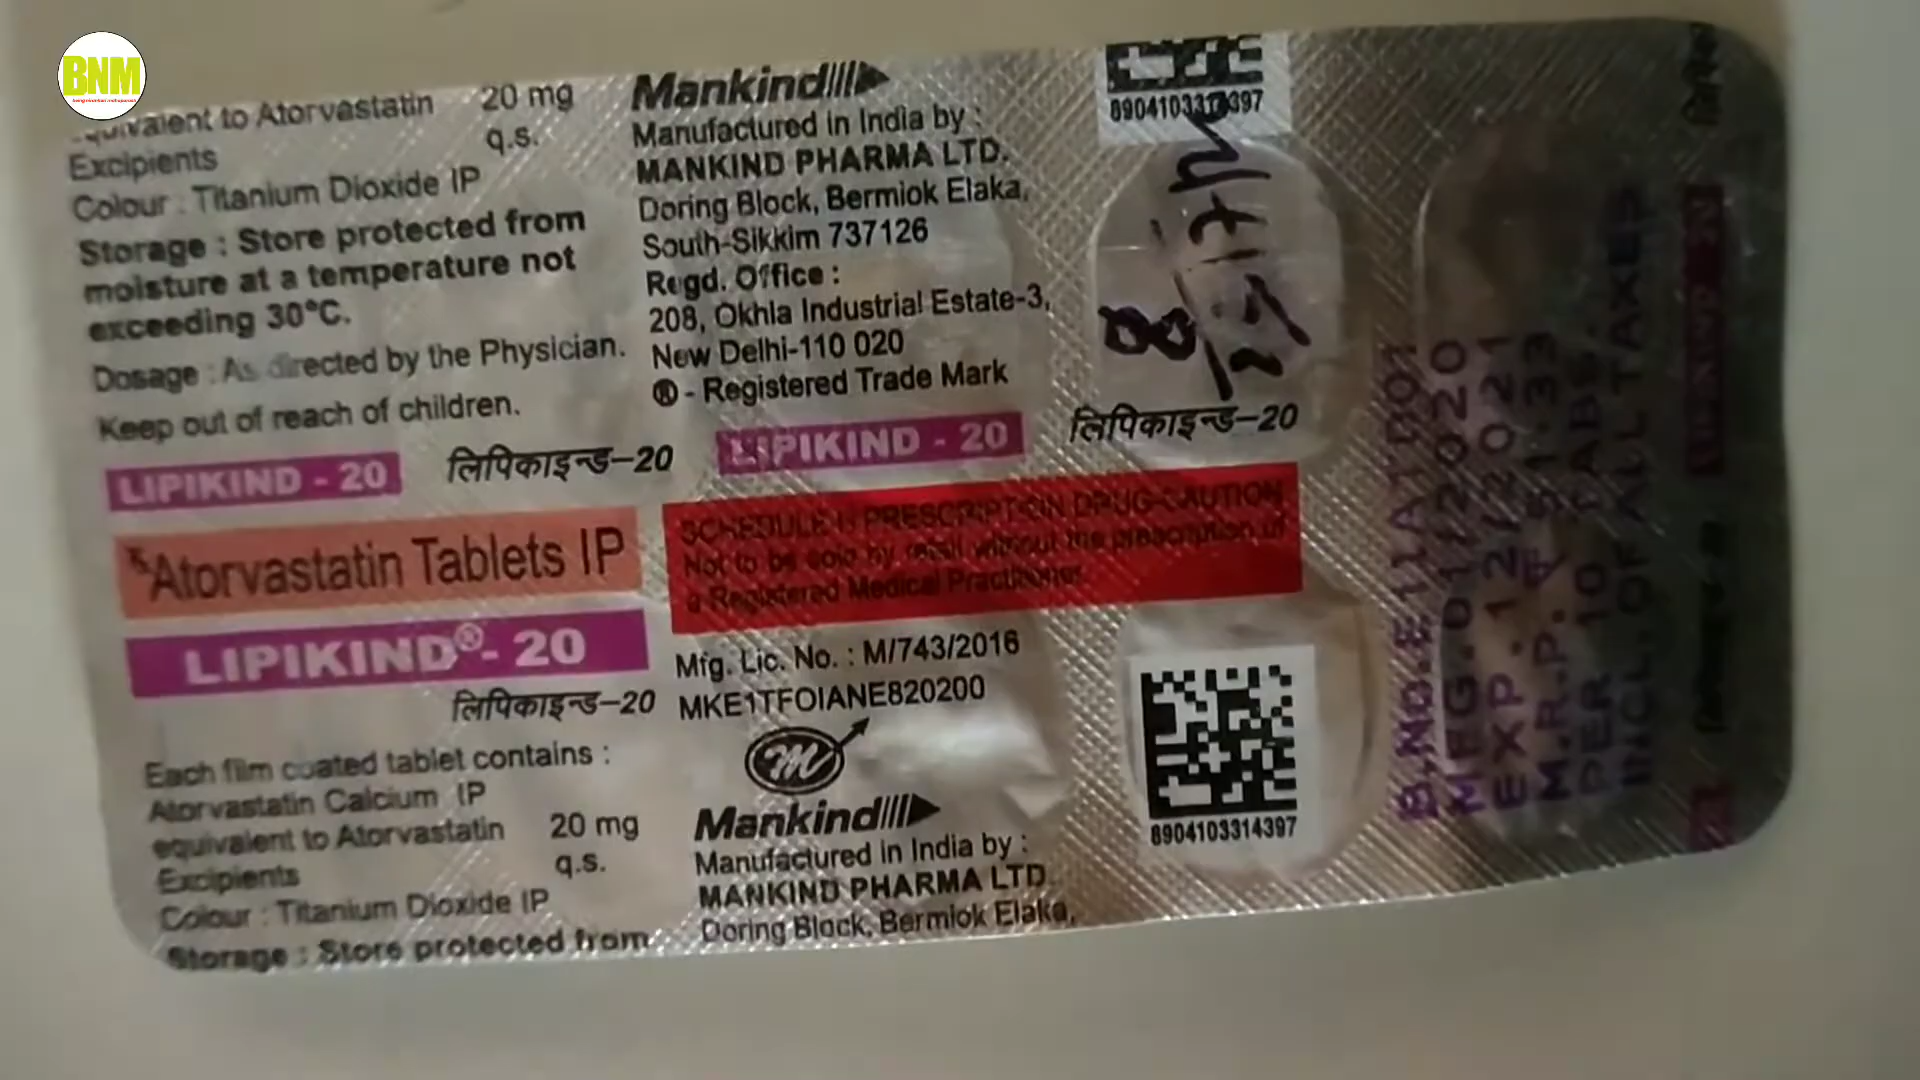 BNM
equivalent to Atorvastatin 20 mg
Excipients q.s.
Colour : Titanium Dioxide IP
Storage : Store protected from
moisture at a temperature not
exceeding 30°C.
Dosage : As directed by the Physician.
Keep out of reach of children.
LIPIKIND - 20 लिपिकाइन्ड-20
Atorvastatin Tablets IP
LIPIKIND® - 20
लिपिकाइन्ड-20
Each film coated tablet contains :
Atorvastatin Calcium IP
equivalent to Atorvastatin 20 mg
Excipients q.s.
Colour : Titanium Dioxide IP
Storage : Store protected from
Mankind
Manufactured in India by :
MANKIND PHARMA LTD.
Doring Block, Bermiok Elaka,
South-Sikkim 737126
Regd. Office :
208, Okhla Industrial Estate-3,
New Delhi-110 020
® - Registered Trade Mark
LIPIKIND - 20 लिपिकाइन्ड-20
SCHEDULE H PRESCRIPTION DRUG-CAUTION
Not to be sold by retail without the prescription of
a Registered Medical Practitioner
Mfg. Lic. No. : M/743/2016
MKE1TFOIANE820200
Mankind
Manufactured in India by :
MANKIND PHARMA LTD.
Doring Block, Bermiok Elaka,
8904103314397
8904103314397
B.NO.E11AT001
MFG.01/2020
EXP.12/2021
M.R.P. 51.33
PER 10 TABS.
INCL.OF ALL TAXES